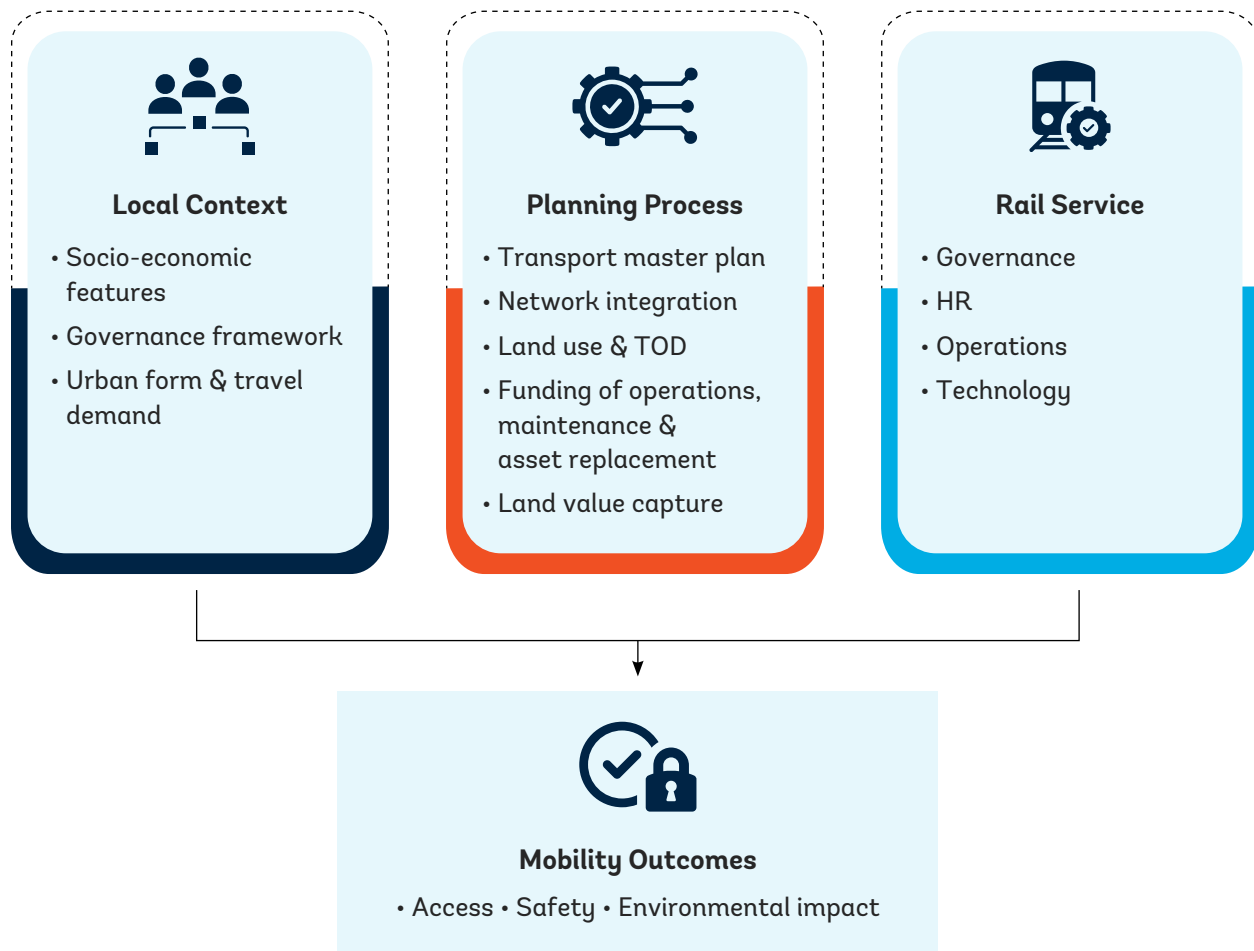 Local Context
• Socio-economic
features
• Governance framework
• Urban form & travel
demand
Planning Process
• Transport master plan
• Network integration
• Land use & TOD
• Funding of operations,
maintenance &
asset replacement
• Land value capture
Rail Service
• Governance
• HR
• Operations
• Technology
Mobility Outcomes
• Access • Safety • Environmental impact